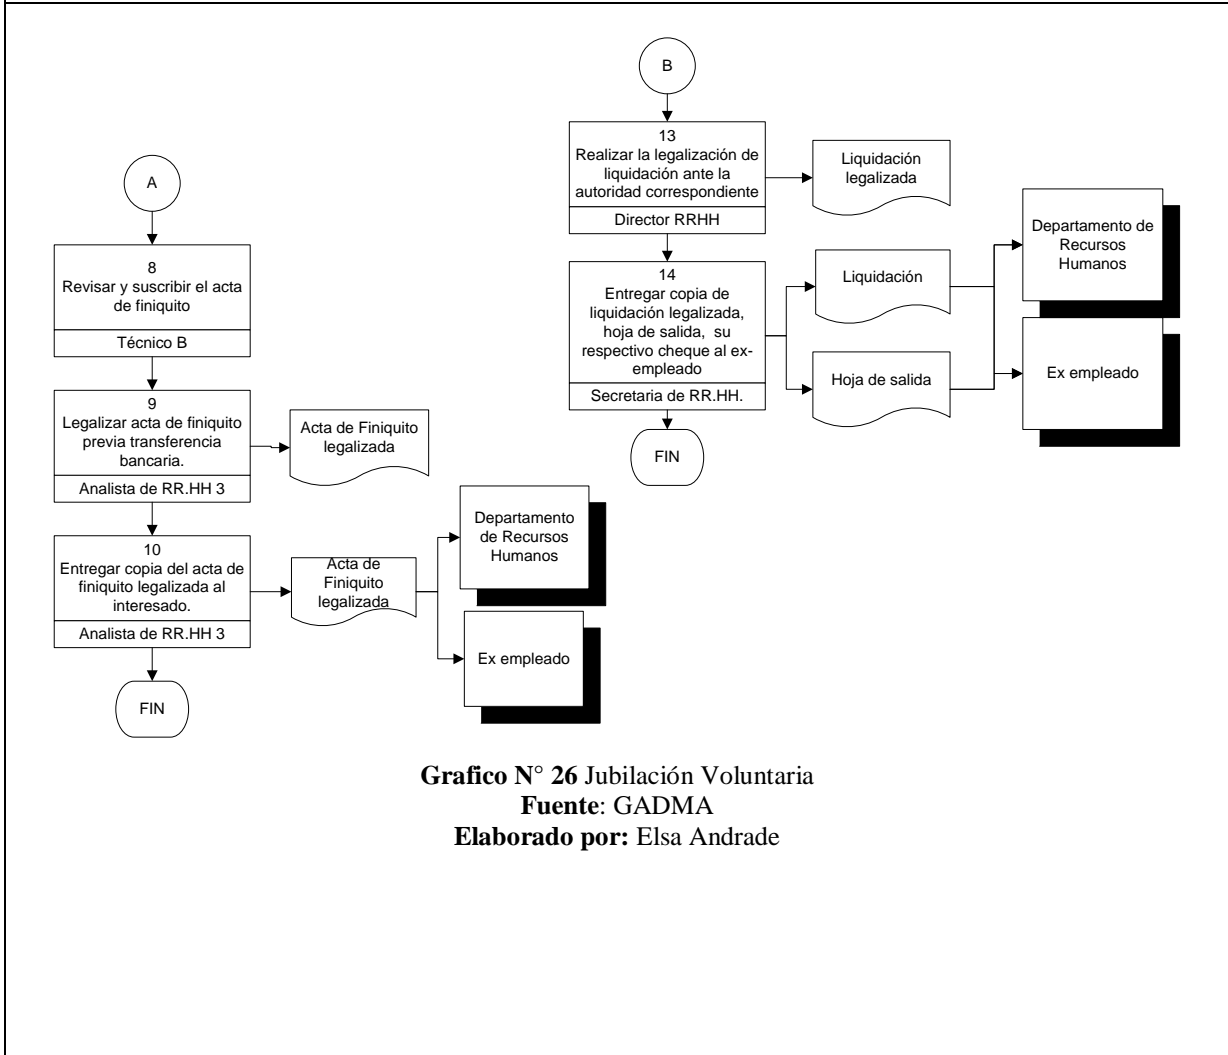 A
8
Revisar y suscribir el acta
de finiquito
Técnico B
9
Legalizar acta de finiquito
previa transferencia
bancaria.
Analista de RR.HH 3
Acta de Finiquito
legalizada
10
Entregar copia del acta de
finiquito legalizada al
interesado.
Analista de RR.HH 3
Acta de
Finiquito
legalizada
Departamento
de Recursos
Humanos
Ex empleado
FIN
B
13
Realizar la legalización de
liquidación ante la
autoridad correspondiente
Director RRHH
Liquidación
legalizada
14
Entregar copia de
liquidación legalizada,
hoja de salida, su
respectivo cheque al ex-
empleado
Secretaria de RR.HH.
Liquidación
Hoja de salida
Departamento de
Recursos
Humanos
Ex empleado
FIN
Grafico N° 26 Jubilación Voluntaria
Fuente: GADMA
Elaborado por: Elsa Andrade